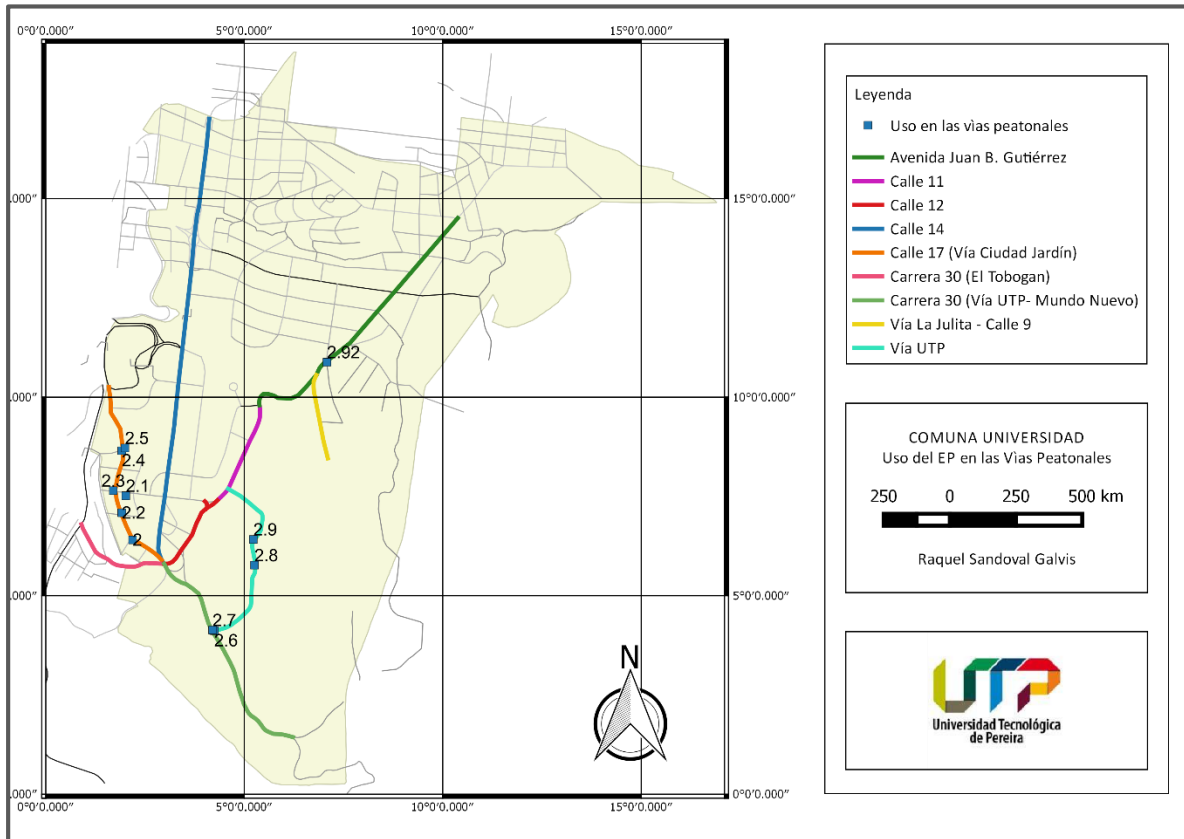 0°0′0.000″ 5°0′0.000″ 10°0′0.000″ 15°0′0.000″
.000″ 15°0′0.000″
2.92
.000″ 10°0′0.000″
2.5
2.4
2.3 2.1
2.2
2
2.9
2.8
.000″ 5°0′0.000″
2.7
2.6
N
.000″ 0°0′0.000″
0°0′0.000″ 5°0′0.000″ 10°0′0.000″ 15°0′0.000″
Leyenda
Uso en las vìas peatonales
Avenida Juan B. Gutiérrez
Calle 11
Calle 12
Calle 14
Calle 17 (Vía Ciudad Jardín)
Carrera 30 (El Tobogan)
Carrera 30 (Vía UTP- Mundo Nuevo)
Vía La Julita - Calle 9
Vía UTP
COMUNA UNIVERSIDAD
Uso del EP en las Vìas Peatonales
250 0 250 500 km
Raquel Sandoval Galvis
UTP
Universidad Tecnológica
de Pereira